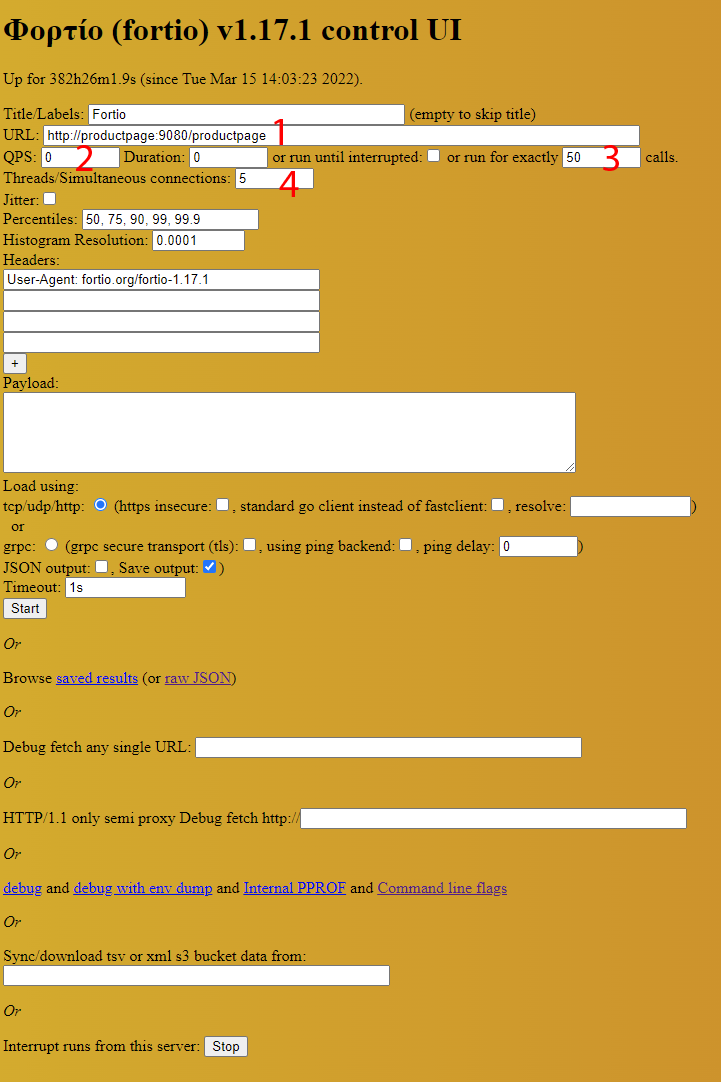 Φορτίο (fortio) v1.17.1 control UI
Up for 382h26m1.9s (since Tue Mar 15 14:03:23 2022).
Title/Labels: Fortio (empty to skip title)
URL: http://productpage:9080/productpage 1
QPS: 0 2 Duration: 0 or run until interrupted: or run for exactly 50 3 calls.
Threads/Simultaneous connections: 5 4
Jitter:
Percentiles: 50, 75, 90, 99, 99.9
Histogram Resolution: 0.0001
Headers:
User-Agent: fortio.org/fortio-1.17.1
+
Payload:
Load using:
tcp/udp/http: (https insecure: , standard go client instead of fastclient: , resolve: )
or
grpc: (grpc secure transport (tls): , using ping backend: , ping delay: 0 )
JSON output: , Save output: )
Timeout: 1s
Start
Or
Browse saved results (or raw JSON)
Or
Debug fetch any single URL:
Or
HTTP/1.1 only semi proxy Debug fetch http://
Or
debug and debug with env dump and Internal PPROF and Command line flags
Or
Sync/download tsv or xml s3 bucket data from:
Or
Interrupt runs from this server: Stop